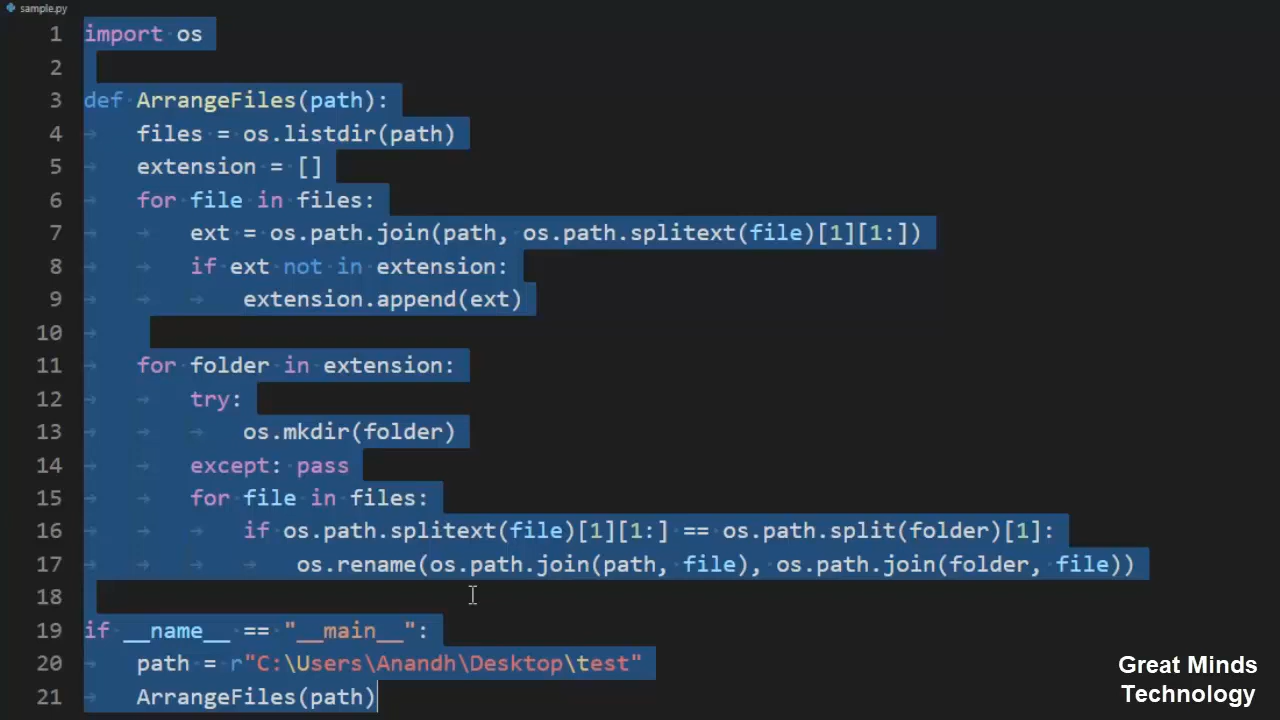 sample.py
1 import os
2
3 def ArrangeFiles(path):
4     files = os.listdir(path)
5     extension = []
6     for file in files:
7         ext = os.path.join(path, os.path.splitext(file)[1][1:])
8         if ext not in extension:
9             extension.append(ext)
10
11     for folder in extension:
12         try:
13             os.mkdir(folder)
14         except: pass
15         for file in files:
16             if os.path.splitext(file)[1][1:] == os.path.split(folder)[1]:
17                 os.rename(os.path.join(path, file), os.path.join(folder, file))
18
19 if __name__ == "__main__":
20     path = r"C:\Users\Anandh\Desktop\test"
21     ArrangeFiles(path)
Great Minds
Technology